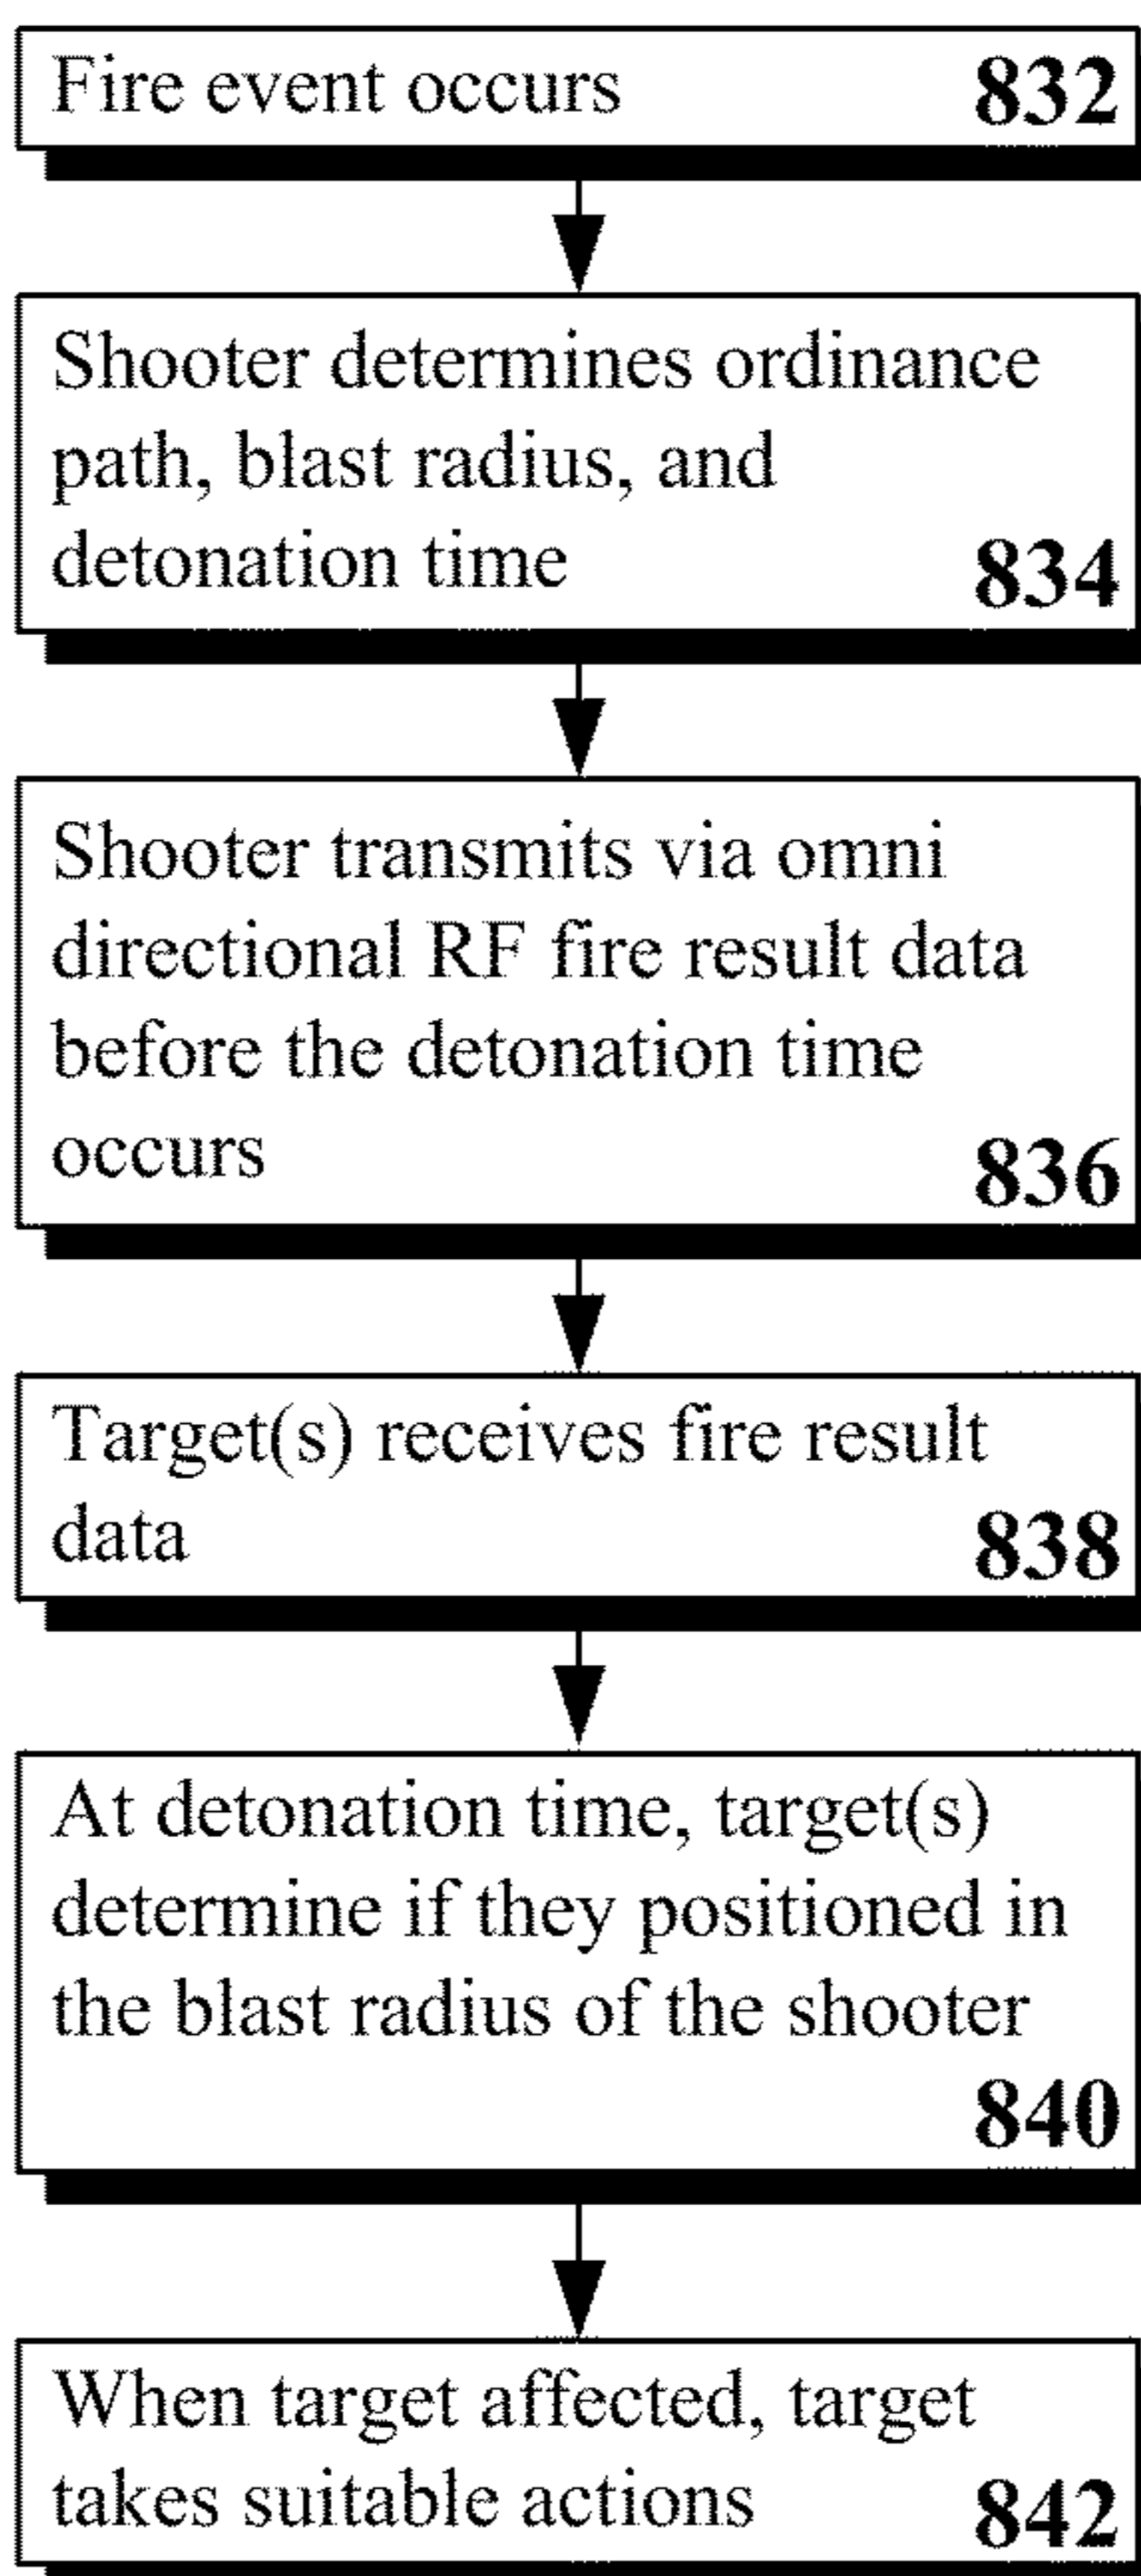 Fire event occurs 832
Shooter determines ordinance
path, blast radius, and
detonation time 834
Shooter transmits via omni
directional RF fire result data
before the detonation time
occurs 836
Target(s) receives fire result
data 838
At detonation time, target(s)
determine if they positioned in
the blast radius of the shooter
840
When target affected, target
takes suitable actions 842